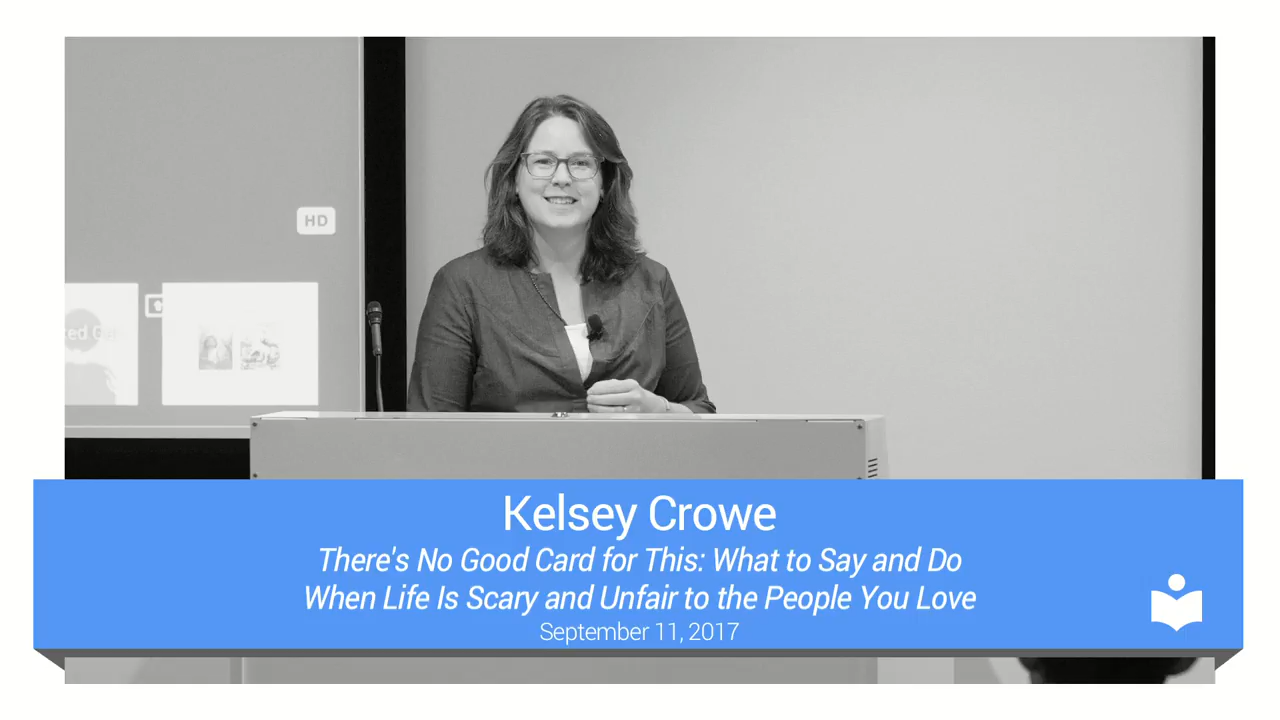 HD
Kelsey Crowe
There's No Good Card for This: What to Say and Do
When Life Is Scary and Unfair to the People You Love
September 11, 2017